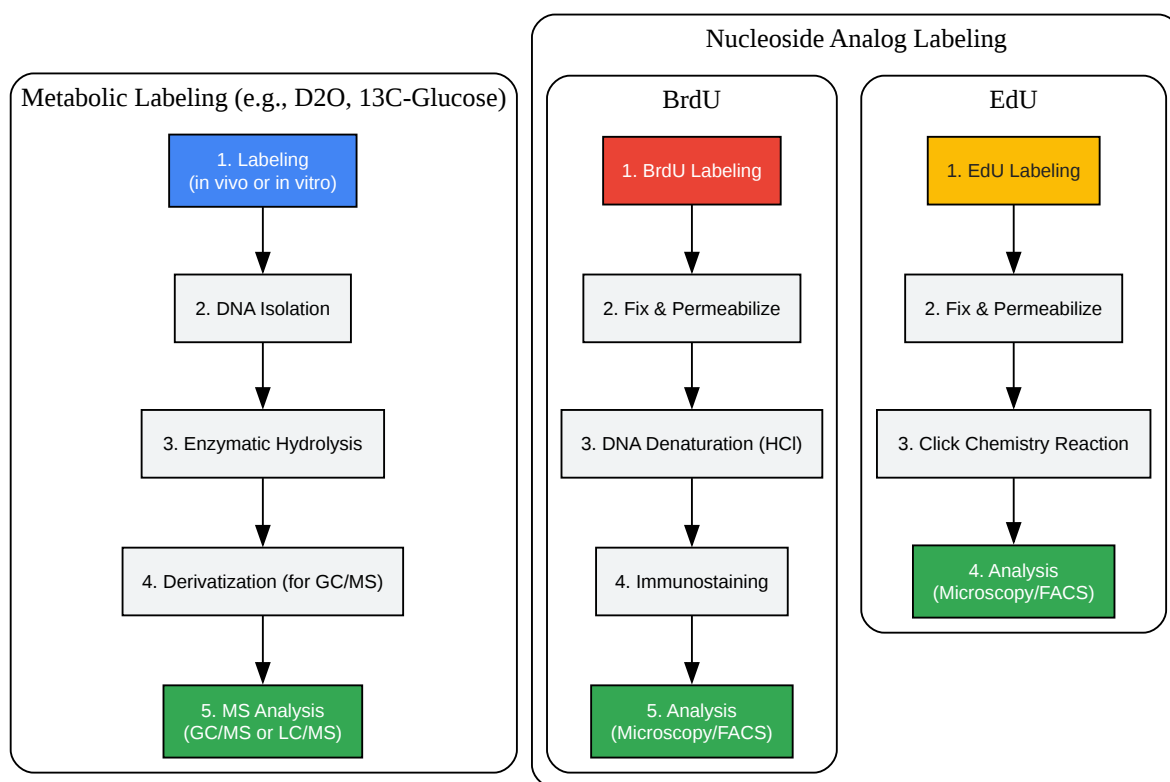 Nucleoside Analog Labeling
Metabolic Labeling (e.g., D2O, 13C-Glucose)
1. Labeling
(in vivo or in vitro)
2. DNA Isolation
3. Enzymatic Hydrolysis
4. Derivatization (for GC/MS)
5. MS Analysis
(GC/MS or LC/MS)
BrdU
1. BrdU Labeling
2. Fix & Permeabilize
3. DNA Denaturation (HCl)
4. Immunostaining
5. Analysis
(Microscopy/FACS)
EdU
1. EdU Labeling
2. Fix & Permeabilize
3. Click Chemistry Reaction
4. Analysis
(Microscopy/FACS)